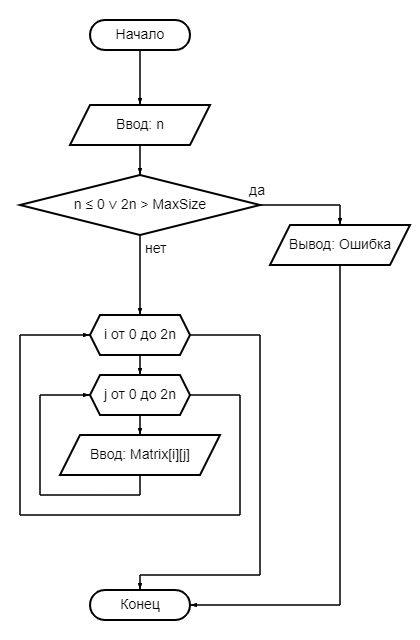 Начало
Ввод: n
n ≤ 0 ∨ 2n > MaxSize
да
Вывод: Ошибка
нет
i от 0 до 2n
j от 0 до 2n
Ввод: Matrix[i][j]
Конец